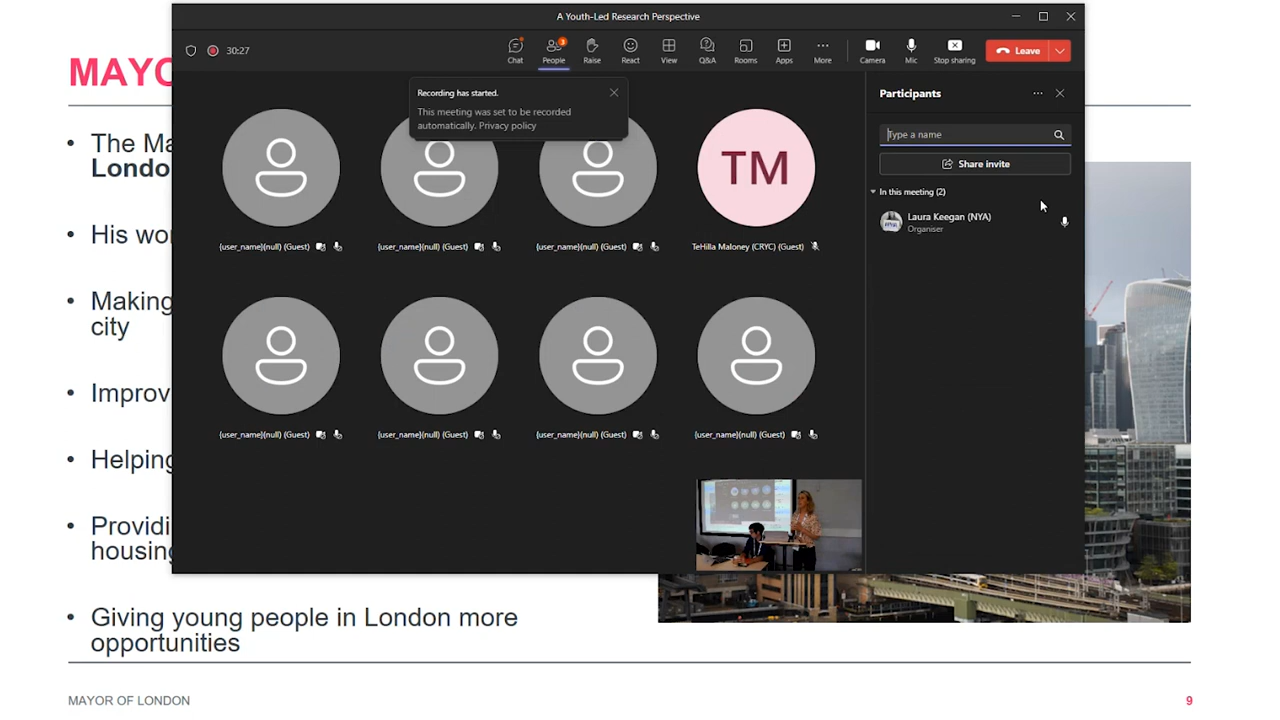 A Youth-Led Research Perspective
30:27
Chat
3
People
Raise
React
View
Q&A
Rooms
Apps
More
Camera
Mic
Stop sharing
Leave
Recording has started.
This meeting was set to be recorded
automatically. Privacy policy
Participants
Type a name
Share invite
In this meeting (2)
Laura Keegan (NYA)
Organiser
TM
{user_name}(null) (Guest)
{user_name}(null) (Guest)
{user_name}(null) (Guest)
TeHilla Maloney (CRYC) (Guest)
{user_name}(null) (Guest)
{user_name}(null) (Guest)
{user_name}(null) (Guest)
{user_name}(null) (Guest)
MAYO
• The Ma
Londo
• His wor
• Making
city
• Improv
• Helping
• Providi
housing
• Giving young people in London more
opportunities
MAYOR OF LONDON
9